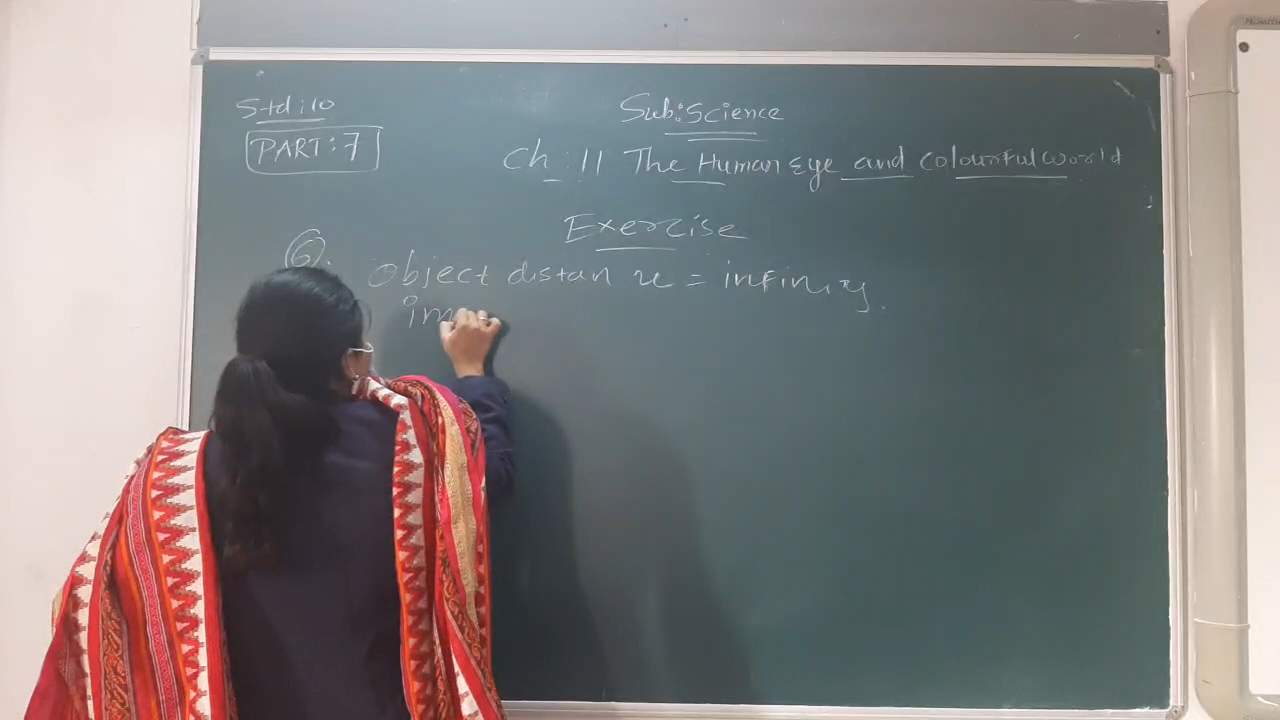 Std:10
PART:7
Sub:Science
Ch:11 The Human Eye and Colourful World
Exercise
6. Object distan u = infinity.
im